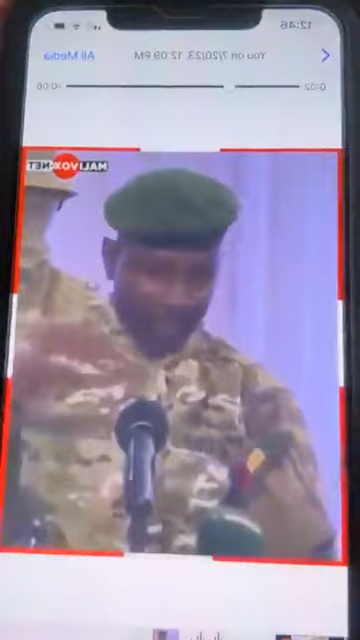 12:46
All Media
You on 7/20/23, 12:09 PM
0:02
-0:06
MALIVOX-NET